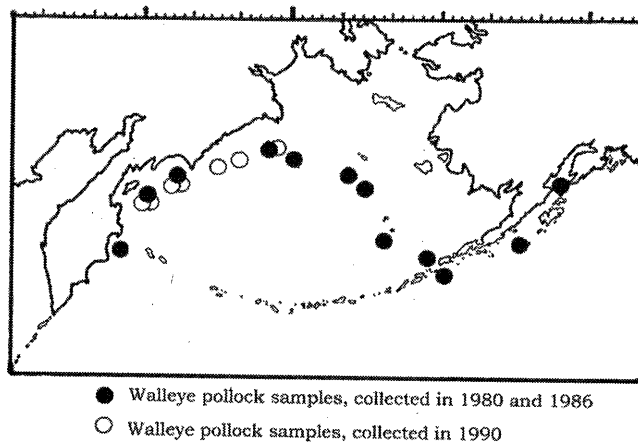 Walleye pollock samples, collected in 1980 and 1986
Walleye pollock samples, collected in 1990